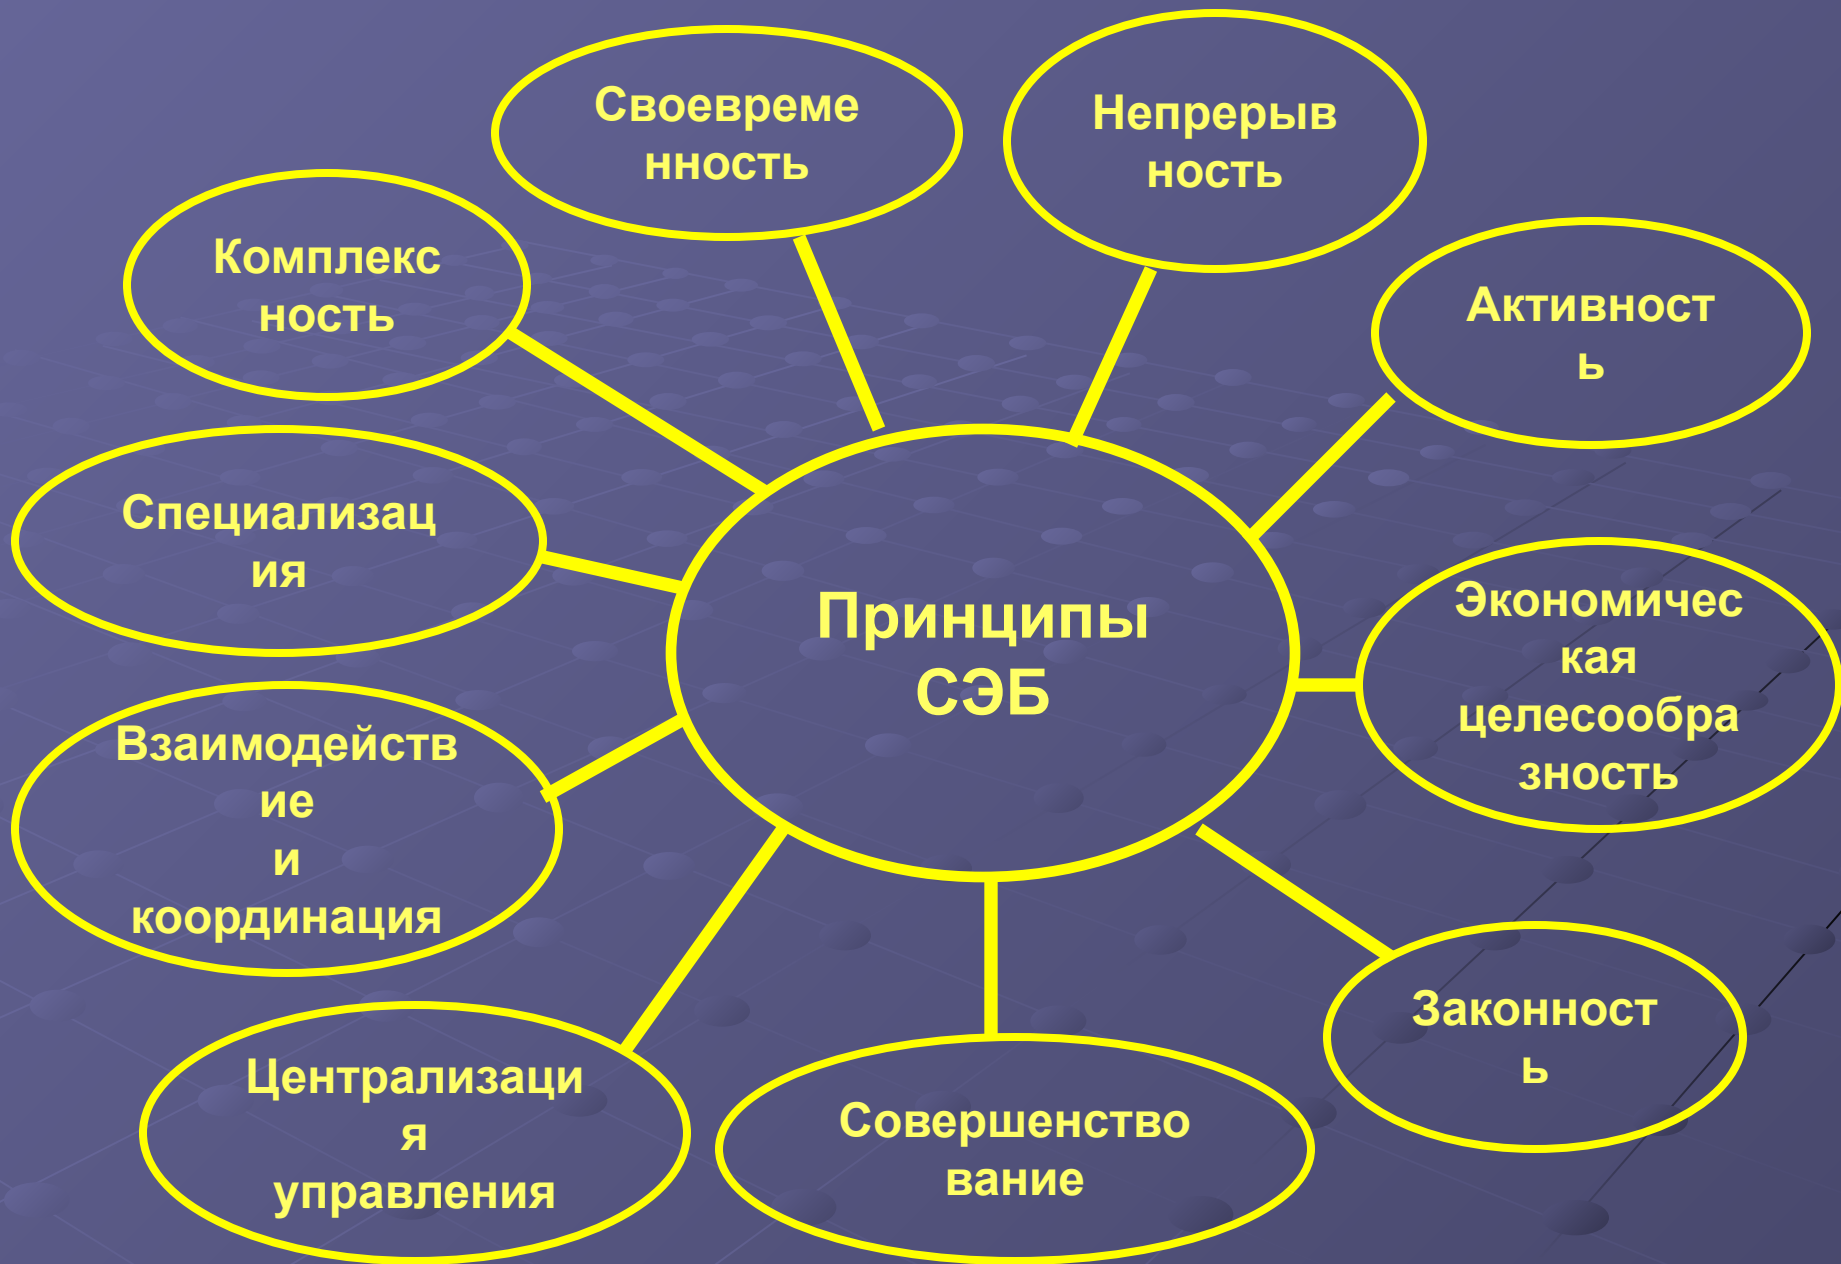 Своевреме
нность
Непрерыв
ность
Комплекс
ность
Активност
ь
Специализац
ия
Принципы
СЭБ
Экономичес
кая
целесообра
зность
Взаимодейств
ие
и
координация
Законност
ь
Централизаци
я
управления
Совершенство
вание